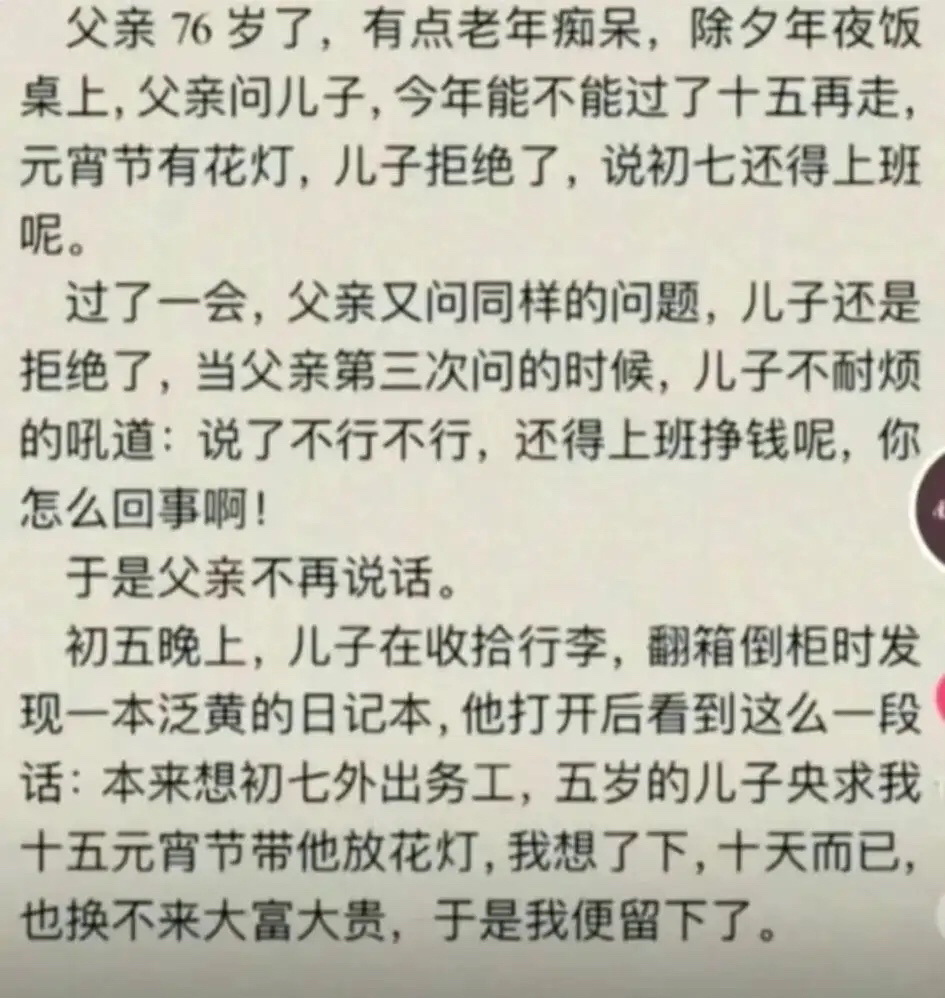 父亲 76 岁了，有点老年痴呆，除夕年夜饭
桌上，父亲问儿子，今年能不能过了十五再走，
元宵节有花灯，儿子拒绝了，说初七还得上班
呢。
过了一会，父亲又问同样的问题，儿子还是
拒绝了，当父亲第三次问的时候，儿子不耐烦
的吼道：说了不行不行，还得上班挣钱呢，你
怎么回事啊！
于是父亲不再说话。
初五晚上，儿子在收拾行李，翻箱倒柜时发
现一本泛黄的日记本，他打开后看到这么一段
话：本来想初七外出务工，五岁的儿子央求我
十五元宵节带他放花灯，我想了下，十天而已，
也换不来大富大贵，于是我便留下了。